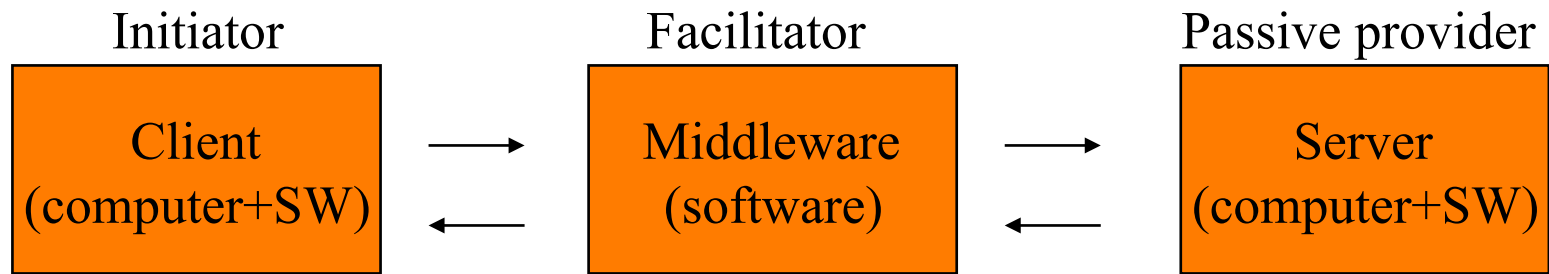 Initiator
Facilitator
Passive provider
Client
(computer+SW)
Middleware
(software)
Server
(computer+SW)